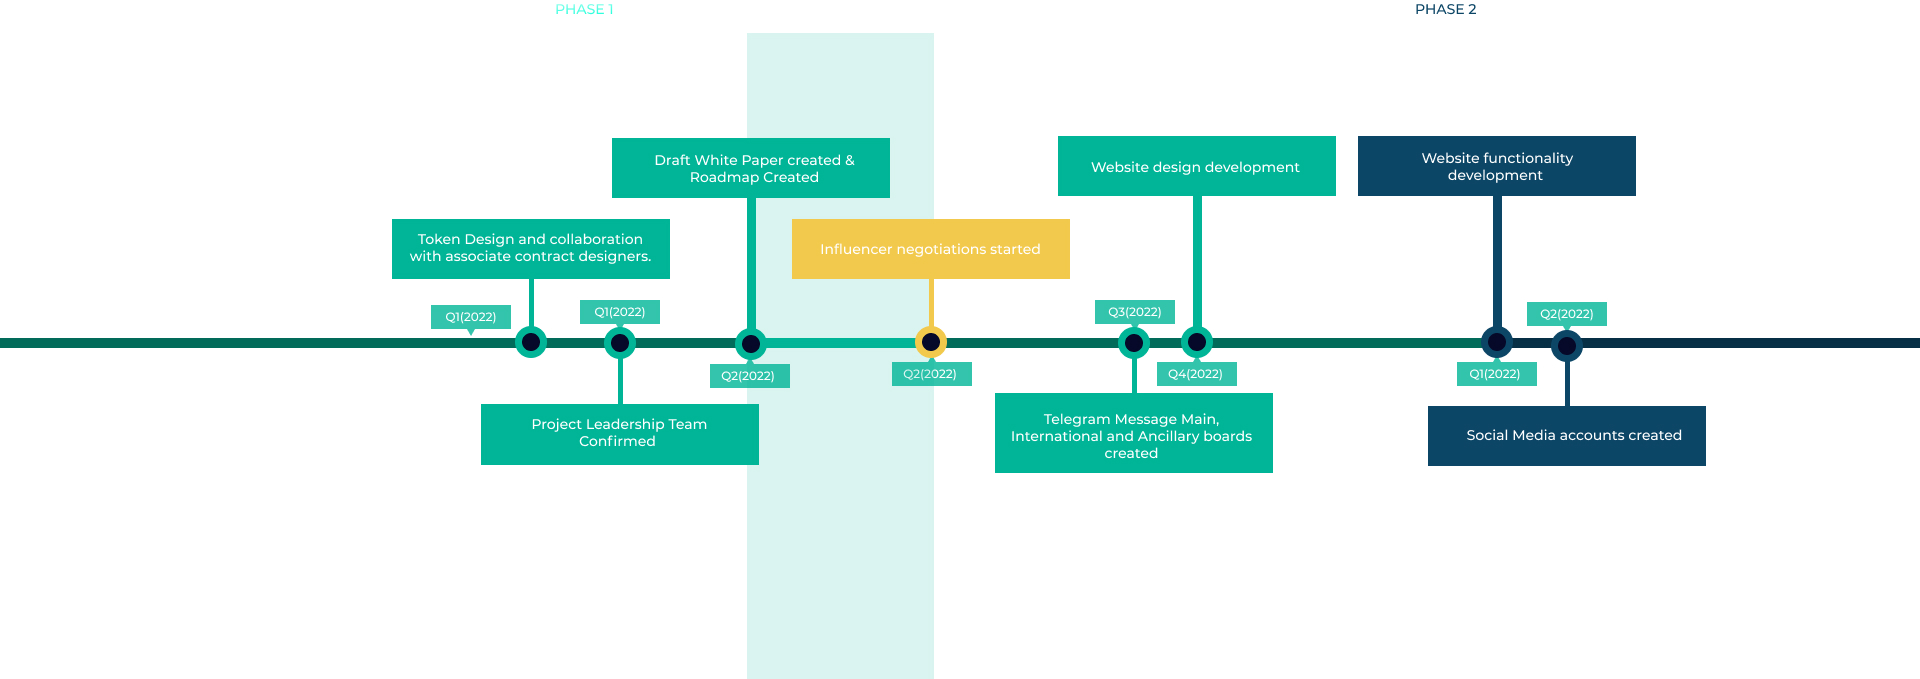 PHASE 1
PHASE 2
Token Design and collaboration
with associate contract designers.
Q1(2022)
Q1(2022)
Project Leadership Team
Confirmed
Draft White Paper created &
Roadmap Created
Q2(2022)
Influencer negotiations started
Q2(2022)
Q3(2022)
Telegram Message Main,
International and Ancillary boards
created
Website design development
Q4(2022)
Website functionality
development
Q1(2022)
Q2(2022)
Social Media accounts created